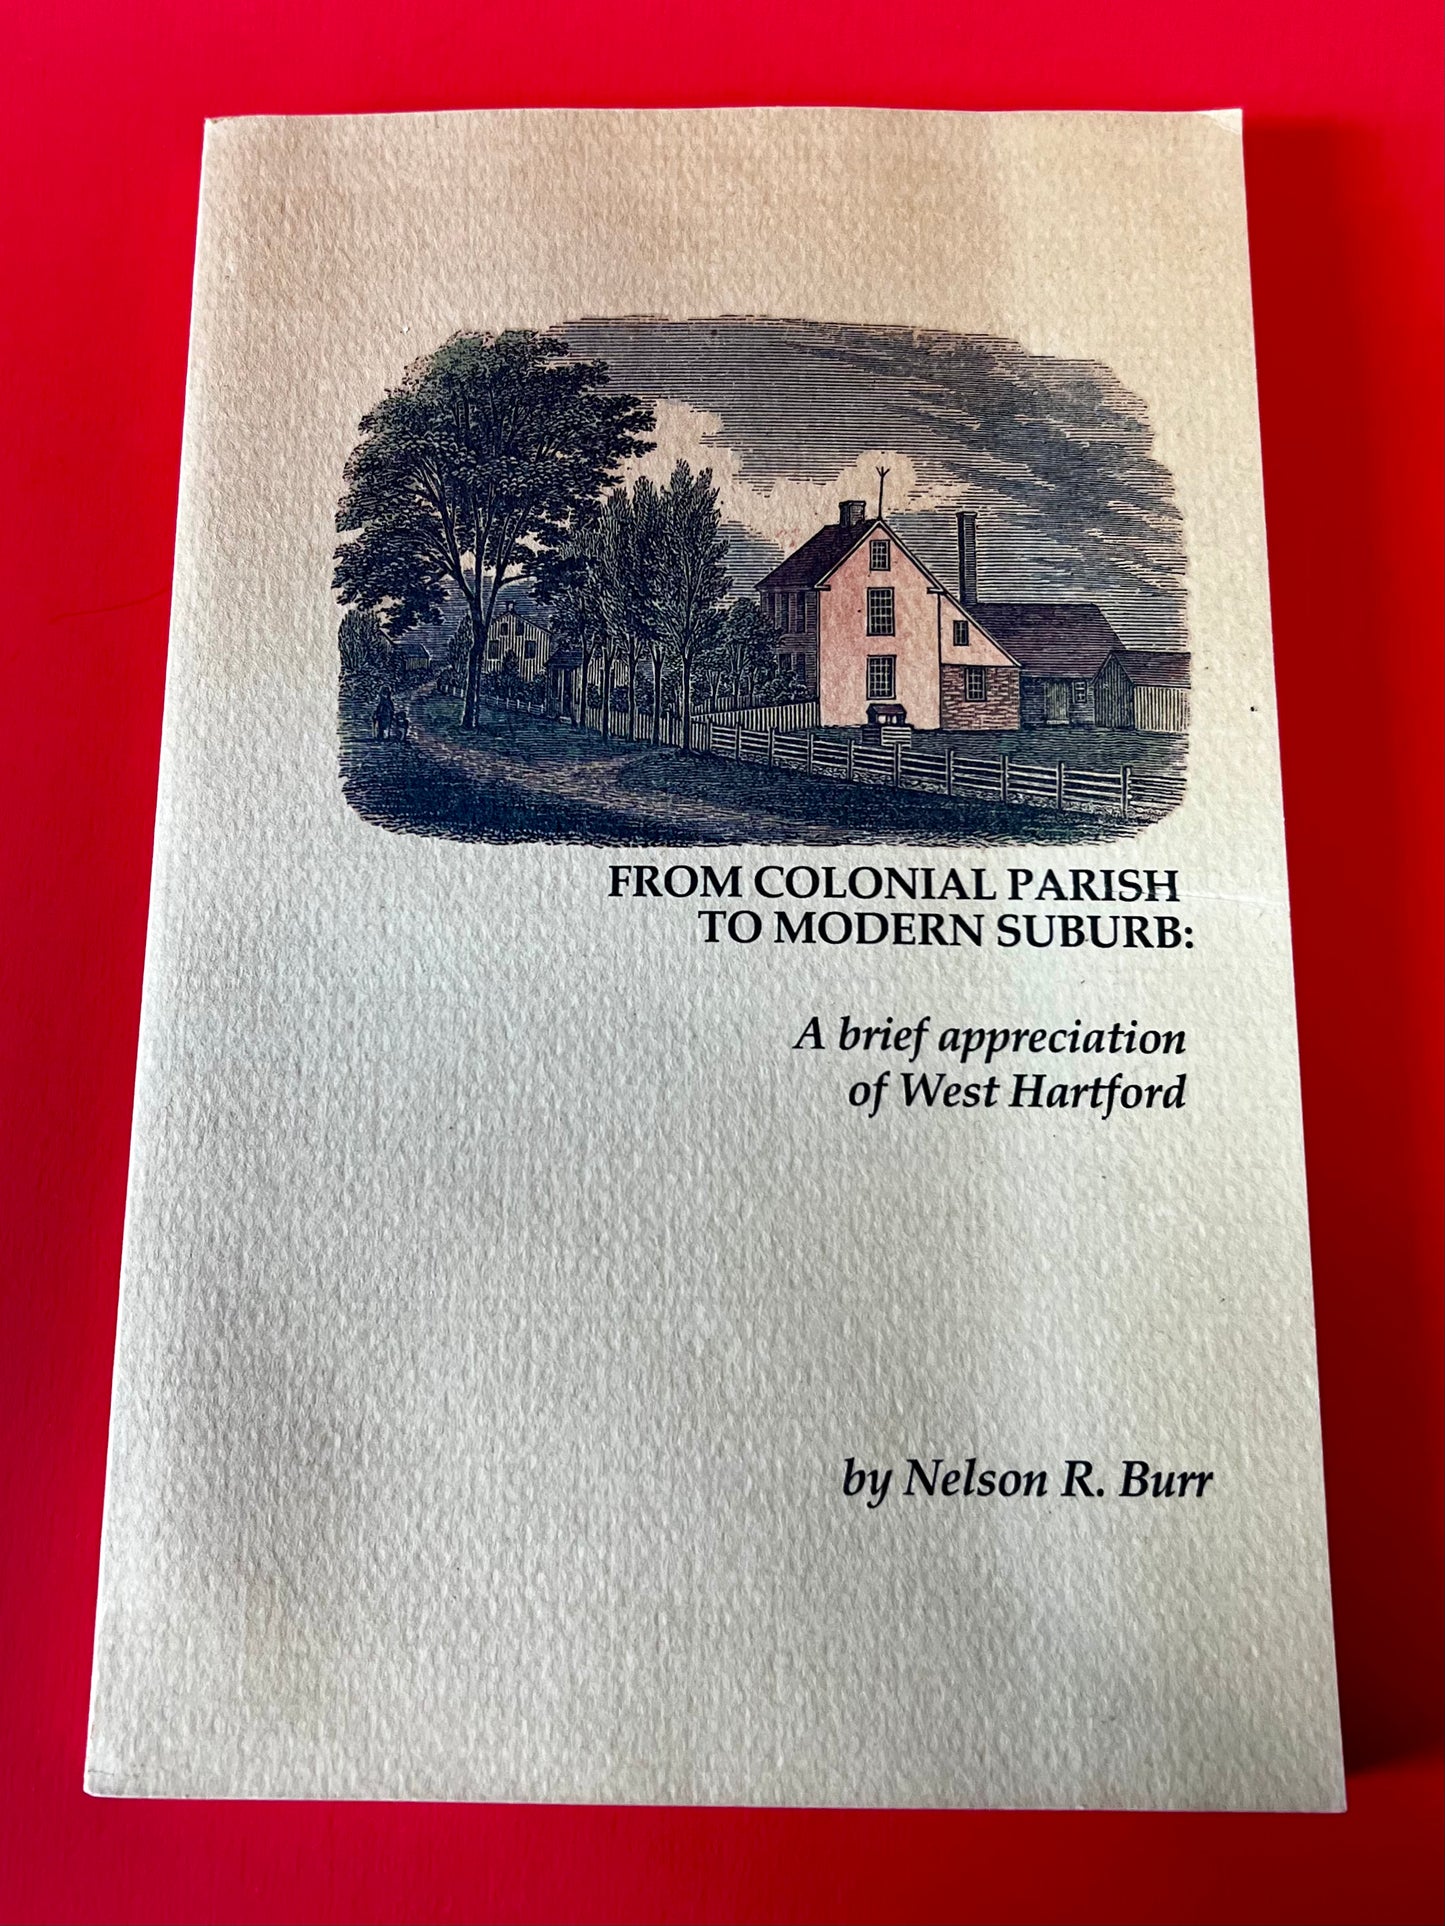 FROM COLONIAL PARISH
TO MODERN SUBURB:
A brief appreciation
of West Hartford
by Nelson R. Burr